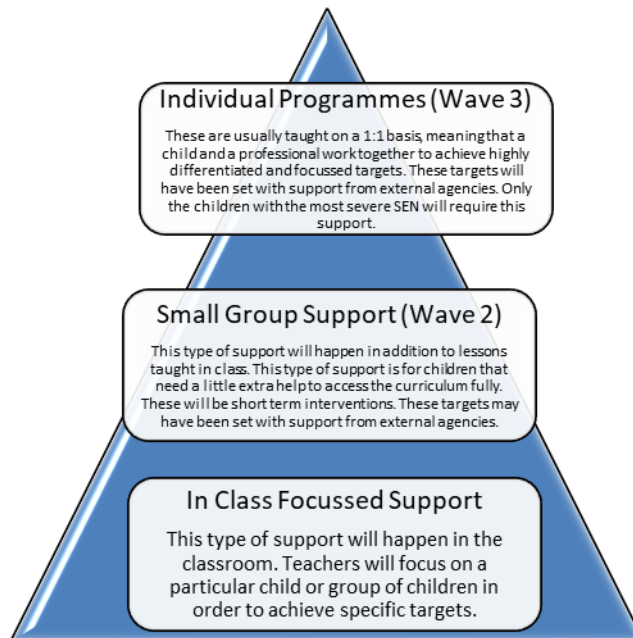 Individual Programmes (Wave 3)
These are usually taught on a 1:1 basis, meaning that a
child and a professional work together to achieve highly
differentiated and focussed targets. These targets will
have been set with support from external agencies. Only
the children with the most severe SEN will require this
support.
Small Group Support (Wave 2)
This type of support will happen in addition to lessons
taught in class. This type of support is for children that
need a little extra help to access the curriculum fully.
These will be short term interventions. These targets may
have been set with support from external agencies.
In Class Focussed Support
This type of support will happen in the
classroom. Teachers will focus on a
particular child or group of children in
order to achieve specific targets.